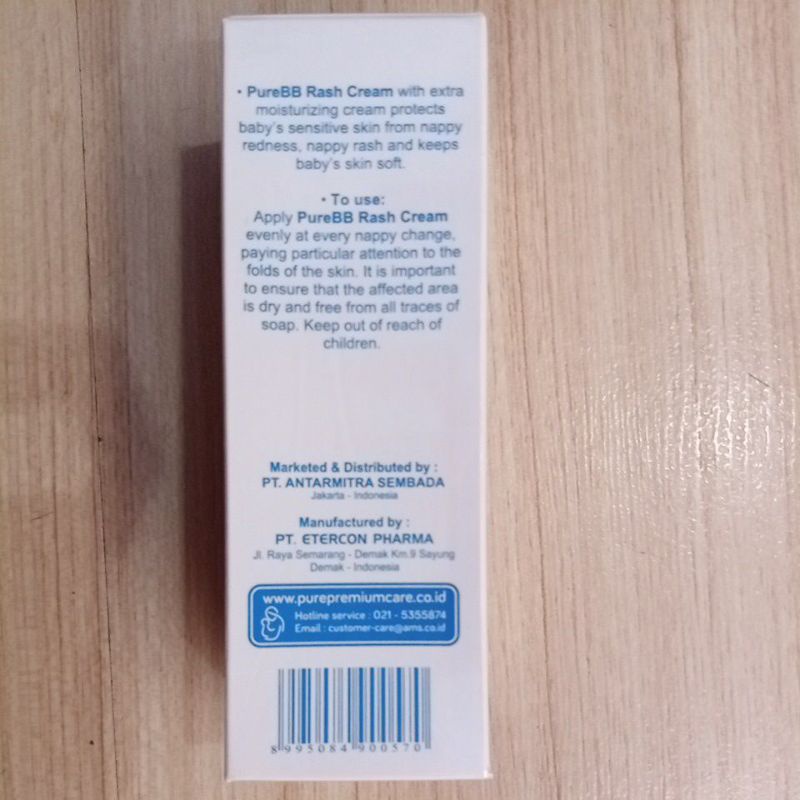 • PureBB Rash Cream with extra
moisturizing cream protects
baby's sensitive skin from nappy
redness, nappy rash and keeps
baby's skin soft.
• To use:
Apply PureBB Rash Cream
evenly at every nappy change,
paying particular attention to the
folds of the skin. It is important
to ensure that the affected area
is dry and free from all traces of
soap. Keep out of reach of
children.
Marketed & Distributed by :
PT. ANTARMITRA SEMBADA
Jakarta - Indonesia
Manufactured by :
PT. ETERCON PHARMA
Jl. Raya Semarang - Demak Km.9 Sayung
Demak - Indonesia
www.purepremiumcare.co.id
Hotline service : 021 - 5355874
Email : customer-care@ams.co.id
8 995084 900570